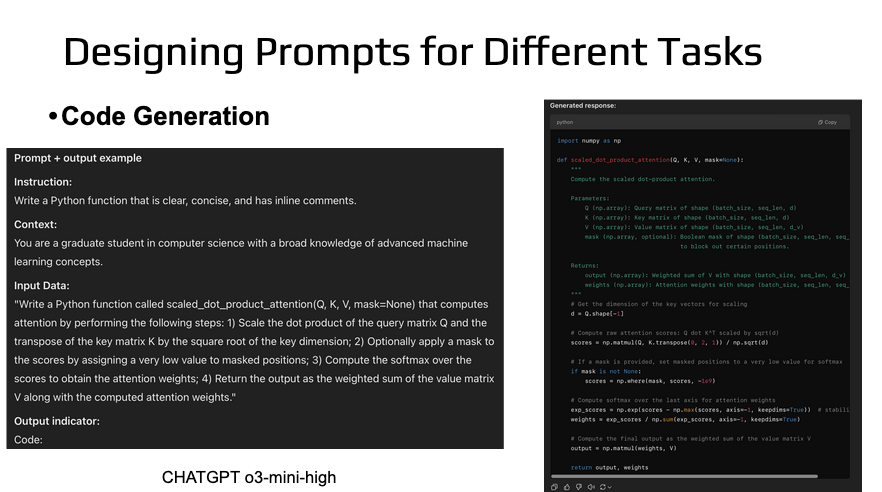 Designing Prompts for Different Tasks
•Code Generation
Prompt + output example
Instruction:
Write a Python function that is clear, concise, and has inline comments.
Context:
You are a graduate student in computer science with a broad knowledge of advanced machine
learning concepts.
Input Data:
"Write a Python function called scaled_dot_product_attention(Q, K, V, mask=None) that computes
attention by performing the following steps: 1) Scale the dot product of the query matrix Q and the
transpose of the key matrix K by the square root of the key dimension; 2) Optionally apply a mask to
the scores by assigning a very low value to masked positions; 3) Compute the softmax over the
scores to obtain the attention weights; 4) Return the output as the weighted sum of the value matrix
V along with the computed attention weights."
Output indicator:
Code:
CHATGPT o3-mini-high
Generated response:
python
Copy
import numpy as np
def scaled_dot_product_attention(Q, K, V, mask=None):
"""
Compute the scaled dot-product attention.
Parameters:
Q (np.array): Query matrix of shape (batch_size, seq_len, d)
K (np.array): Key matrix of shape (batch_size, seq_len, d)
V (np.array): Value matrix of shape (batch_size, seq_len, d_v)
mask (np.array, optional): Boolean mask of shape (batch_size, seq_len, seq_
to block out certain positions.
Returns:
output (np.array): Weighted sum of V with shape (batch_size, seq_len, d_v)
weights (np.array): Attention weights with shape (batch_size, seq_len, seq_
"""
# Get the dimension of the key vectors for scaling
d = Q.shape[-1]
# Compute raw attention scores: Q dot K^T scaled by sqrt(d)
scores = np.matmul(Q, K.transpose(0, 2, 1)) / np.sqrt(d)
# If a mask is provided, set masked positions to a very low value for softmax
if mask is not None:
scores = np.where(mask, scores, -1e9)
# Compute softmax over the last axis for attention weights
exp_scores = np.exp(scores - np.max(scores, axis=-1, keepdims=True)) # stabili
weights = exp_scores / np.sum(exp_scores, axis=-1, keepdims=True)
# Compute the final output as the weighted sum of the value matrix V
output = np.matmul(weights, V)
return output, weights